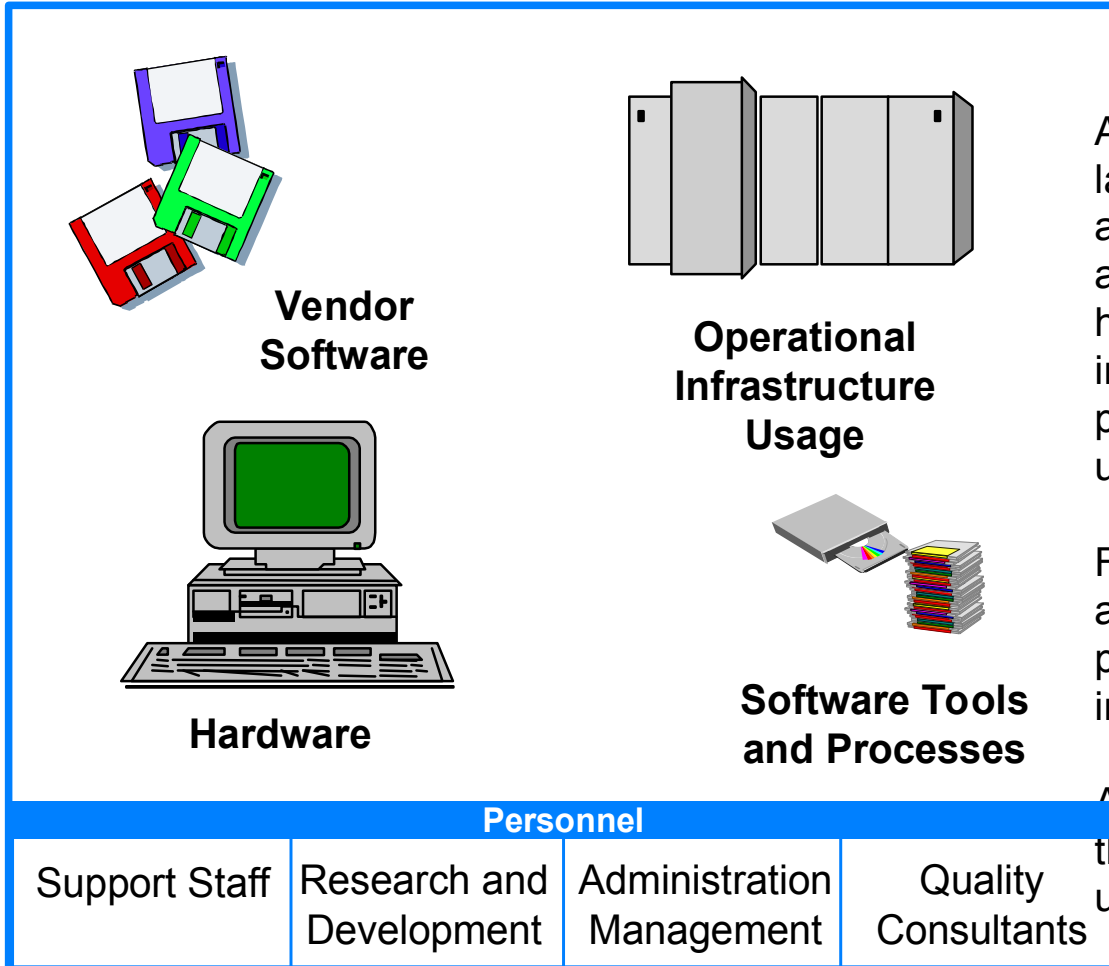 Vendor
Software
Operational
Infrastructure
Usage
Hardware
Software Tools
and Processes
Personnel
Support Staff
Research and
Development
Administration
Management
Quality
Consultants